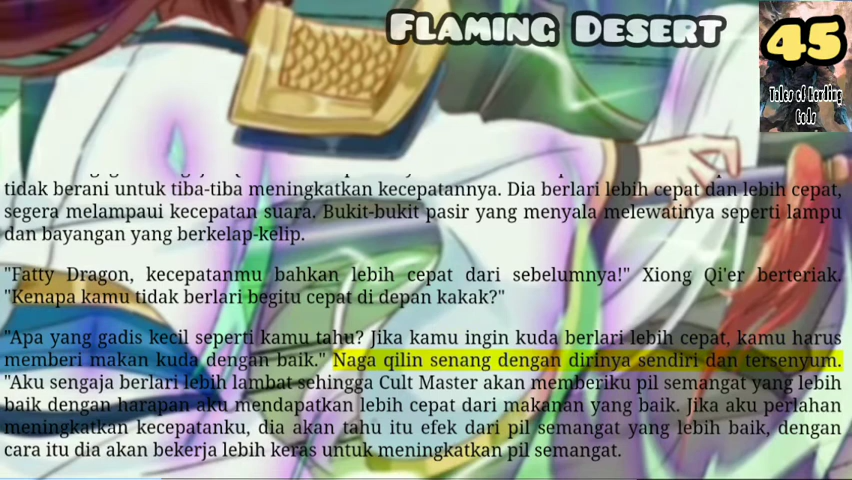 FLAMING DESERT
45
Tales of Herding
Gods
tidak berani untuk tiba-tiba meningkatkan kecepatannya. Dia berlari lebih cepat dan lebih cepat,
segera melampaui kecepatan suara. Bukit-bukit pasir yang menyala melewatinya seperti lampu
dan bayangan yang berkelap-kelip.
"Fatty Dragon, kecepatanmu bahkan lebih cepat dari sebelumnya!" Xiong Qi'er berteriak.
"Kenapa kamu tidak berlari begitu cepat di depan kakak?"
"Apa yang gadis kecil seperti kamu tahu? Jika kamu ingin kuda berlari lebih cepat, kamu harus
memberi makan kuda dengan baik." Naga qilin senang dengan dirinya sendiri dan tersenyum.
"Aku sengaja berlari lebih lambat sehingga Cult Master akan memberiku pil semangat yang lebih
baik dengan harapan aku mendapatkan lebih cepat dari makanan yang baik. Jika aku perlahan
meningkatkan kecepatanku, dia akan tahu itu efek dari pil semangat yang lebih baik, dengan
cara itu dia akan bekerja lebih keras untuk meningkatkan pil semangat.